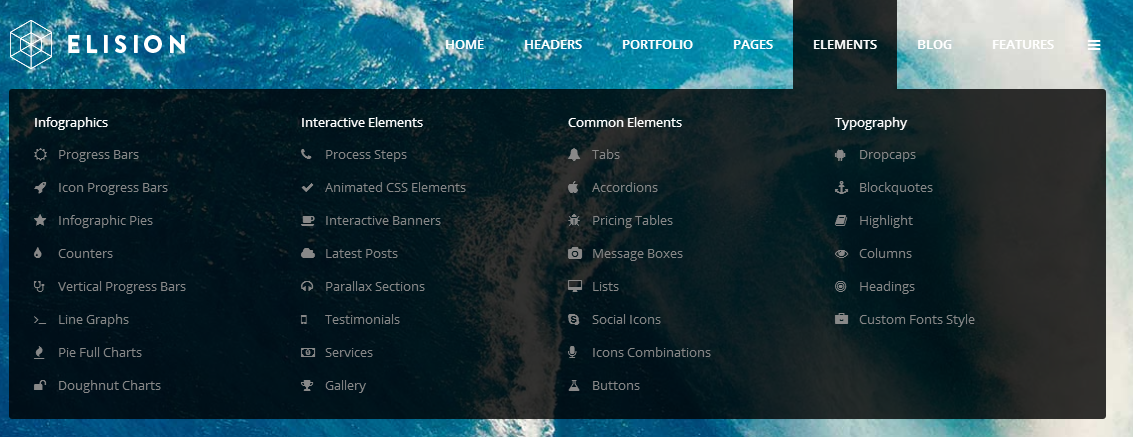 ELISION
HOME HEADERS PORTFOLIO PAGES ELEMENTS BLOG FEATURES
Infographics
Progress Bars
Icon Progress Bars
Infographic Pies
Counters
Vertical Progress Bars
Line Graphs
Pie Full Charts
Doughnut Charts
Interactive Elements
Process Steps
Animated CSS Elements
Interactive Banners
Latest Posts
Parallax Sections
Testimonials
Services
Gallery
Common Elements
Tabs
Accordions
Pricing Tables
Message Boxes
Lists
Social Icons
Icons Combinations
Buttons
Typography
Dropcaps
Blockquotes
Highlight
Columns
Headings
Custom Fonts Style